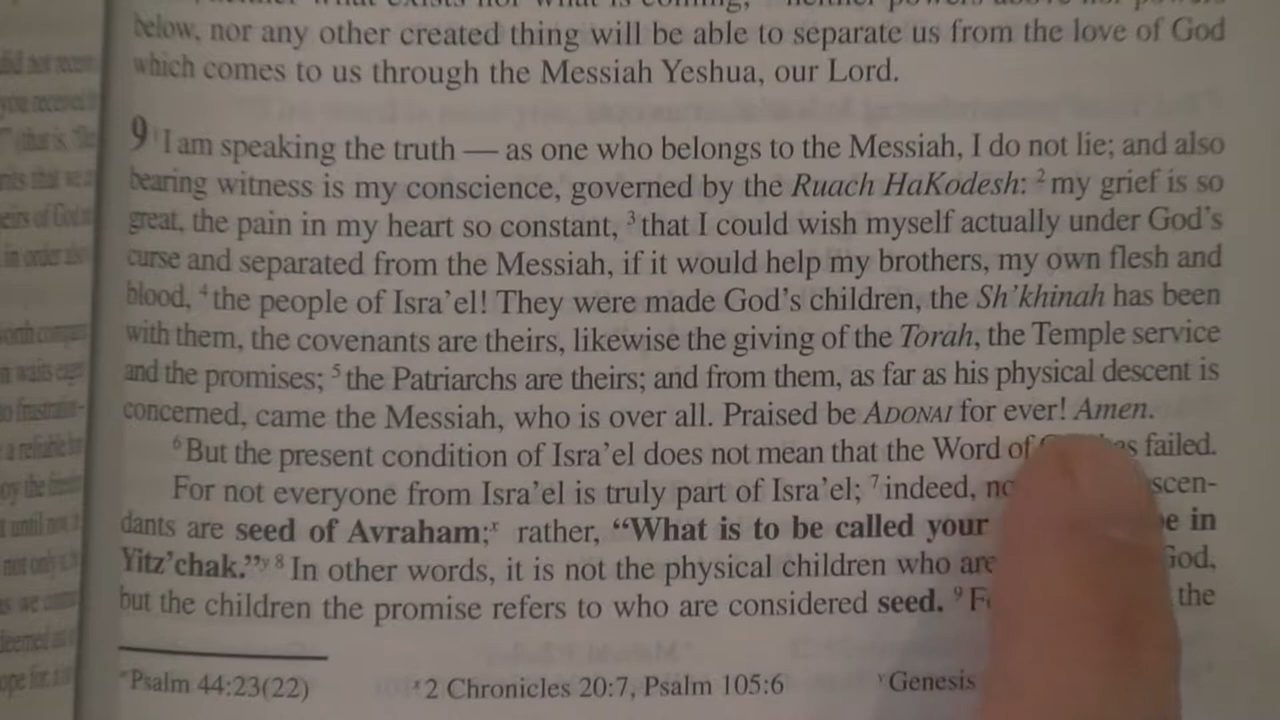 below, nor any other created thing will be able to separate us from the love of God
which comes to us through the Messiah Yeshua, our Lord.
9 1 I am speaking the truth — as one who belongs to the Messiah, I do not lie; and also
bearing witness is my conscience, governed by the Ruach HaKodesh: 2 my grief is so
great, the pain in my heart so constant, 3 that I could wish myself actually under God's
curse and separated from the Messiah, if it would help my brothers, my own flesh and
blood, 4 the people of Isra'el! They were made God's children, the Sh'khinah has been
with them, the covenants are theirs, likewise the giving of the Torah, the Temple service
and the promises; 5 the Patriarchs are theirs; and from them, as far as his physical descent is
concerned, came the Messiah, who is over all. Praised be ADONAI for ever! Amen.
6 But the present condition of Isra'el does not mean that the Word of failed.
For not everyone from Isra'el is truly part of Isra'el; 7 indeed, scen-
dants are seed of Avraham;x rather, “What is to be called your in
Yitz'chak.”y 8 In other words, it is not the physical children who are God,
but the children the promise refers to who are considered seed. 9 the
w Psalm 44:23(22) x 2 Chronicles 20:7, Psalm 105:6 y Genesis